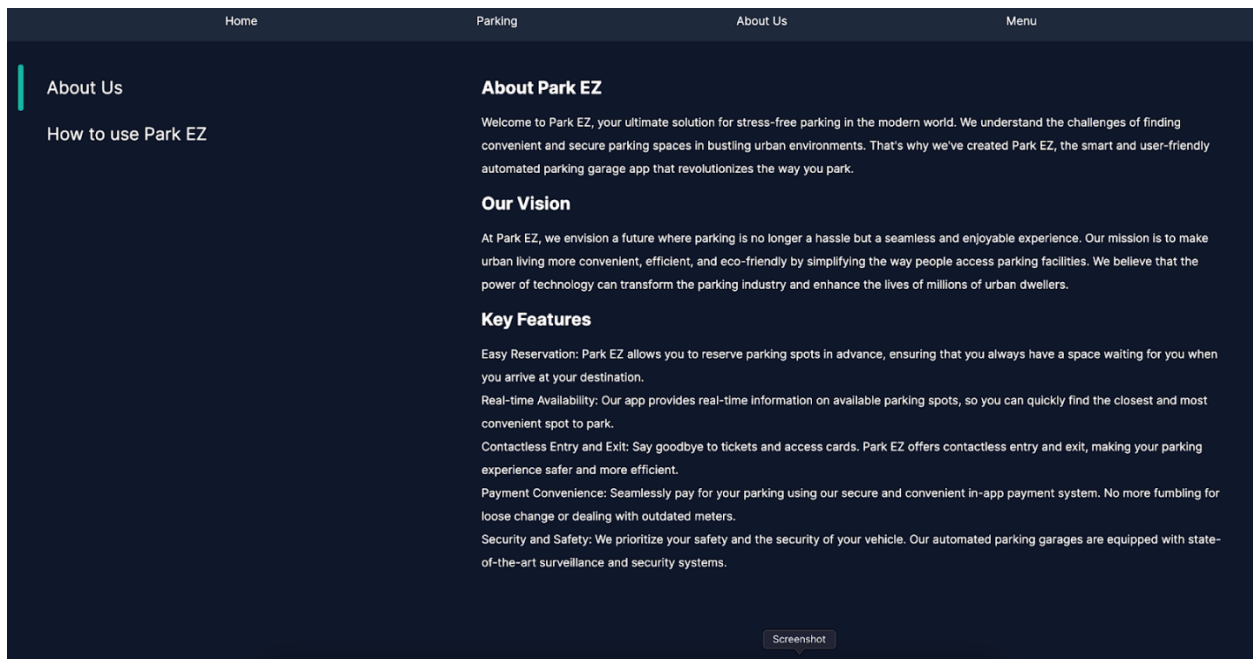 Home Parking About Us Menu
About Us
How to use Park EZ
About Park EZ
Welcome to Park EZ, your ultimate solution for stress-free parking in the modern world. We understand the challenges of finding
convenient and secure parking spaces in bustling urban environments. That's why we've created Park EZ, the smart and user-friendly
automated parking garage app that revolutionizes the way you park.
Our Vision
At Park EZ, we envision a future where parking is no longer a hassle but a seamless and enjoyable experience. Our mission is to make
urban living more convenient, efficient, and eco-friendly by simplifying the way people access parking facilities. We believe that the
power of technology can transform the parking industry and enhance the lives of millions of urban dwellers.
Key Features
Easy Reservation: Park EZ allows you to reserve parking spots in advance, ensuring that you always have a space waiting for you when
you arrive at your destination.
Real-time Availability: Our app provides real-time information on available parking spots, so you can quickly find the closest and most
convenient spot to park.
Contactless Entry and Exit: Say goodbye to tickets and access cards. Park EZ offers contactless entry and exit, making your parking
experience safer and more efficient.
Payment Convenience: Seamlessly pay for your parking using our secure and convenient in-app payment system. No more fumbling for
loose change or dealing with outdated meters.
Security and Safety: We prioritize your safety and the security of your vehicle. Our automated parking garages are equipped with state-
of-the-art surveillance and security systems.
Screenshot